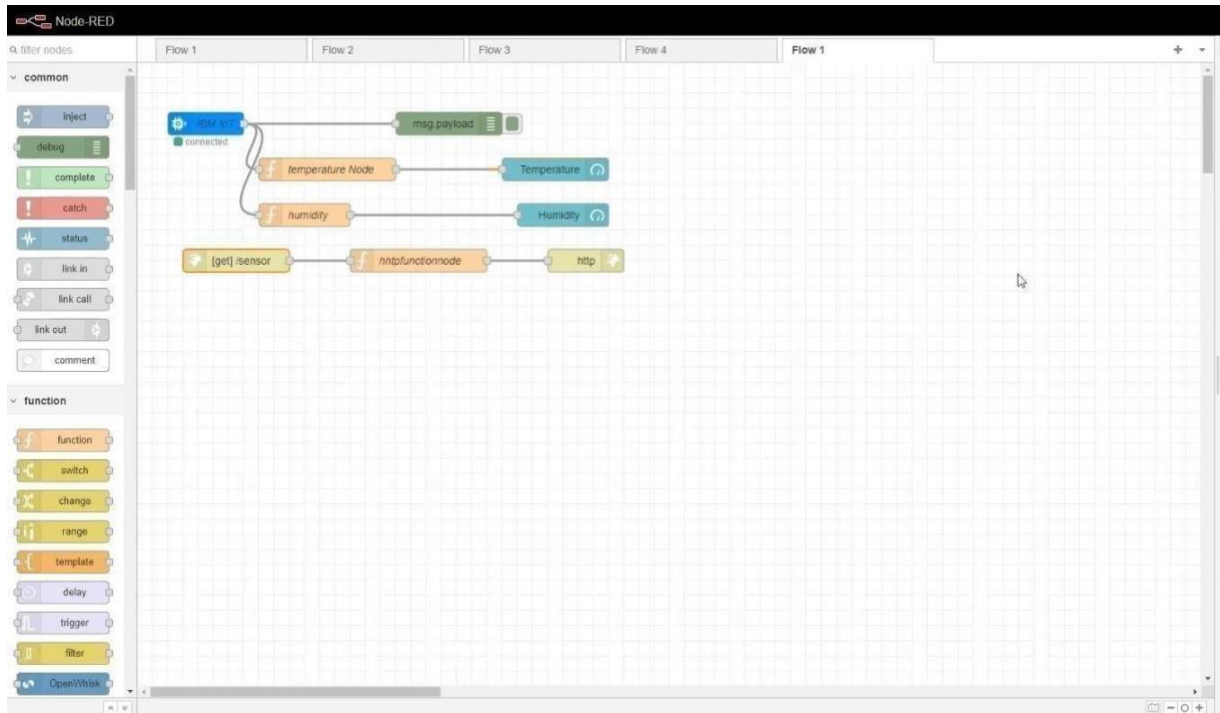 Node-RED
filter nodes
Flow 1
Flow 2
Flow 3
Flow 4
Flow 1
common
inject
debug
complete
catch
status
link in
link call
link out
comment
function
function
switch
change
range
template
delay
trigger
filter
OpenWhisk
connected
msg.payload
temperature Node
Temperature
humidity
Humidity
[get] /sensor
hntpfunctionnode
http